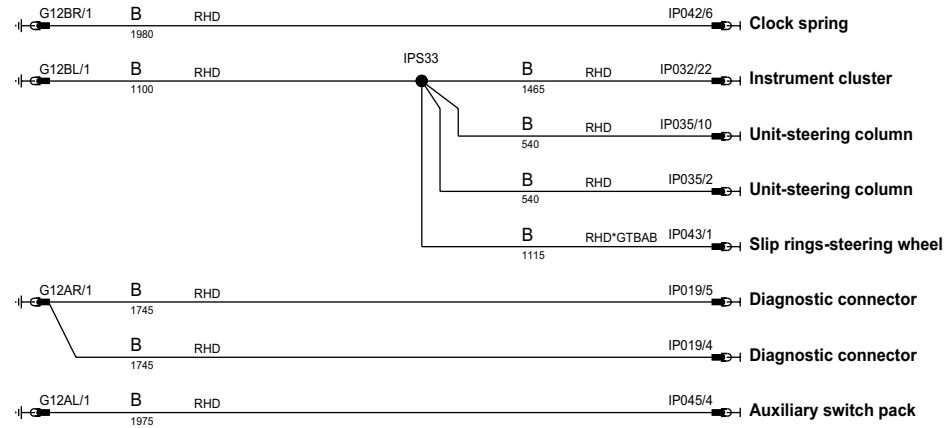 G12BR/1 B RHD IP042/6 Clock spring
1980
G12BL/1 B RHD IPS33 B RHD IP032/22 Instrument cluster
1100 1465
B RHD IP035/10 Unit-steering column
540
B RHD IP035/2 Unit-steering column
540
B RHD*GTBAB IP043/1 Slip rings-steering wheel
1115
G12AR/1 B RHD IP019/5 Diagnostic connector
1745
B RHD IP019/4 Diagnostic connector
1745
G12AL/1 B RHD IP045/4 Auxiliary switch pack
1975